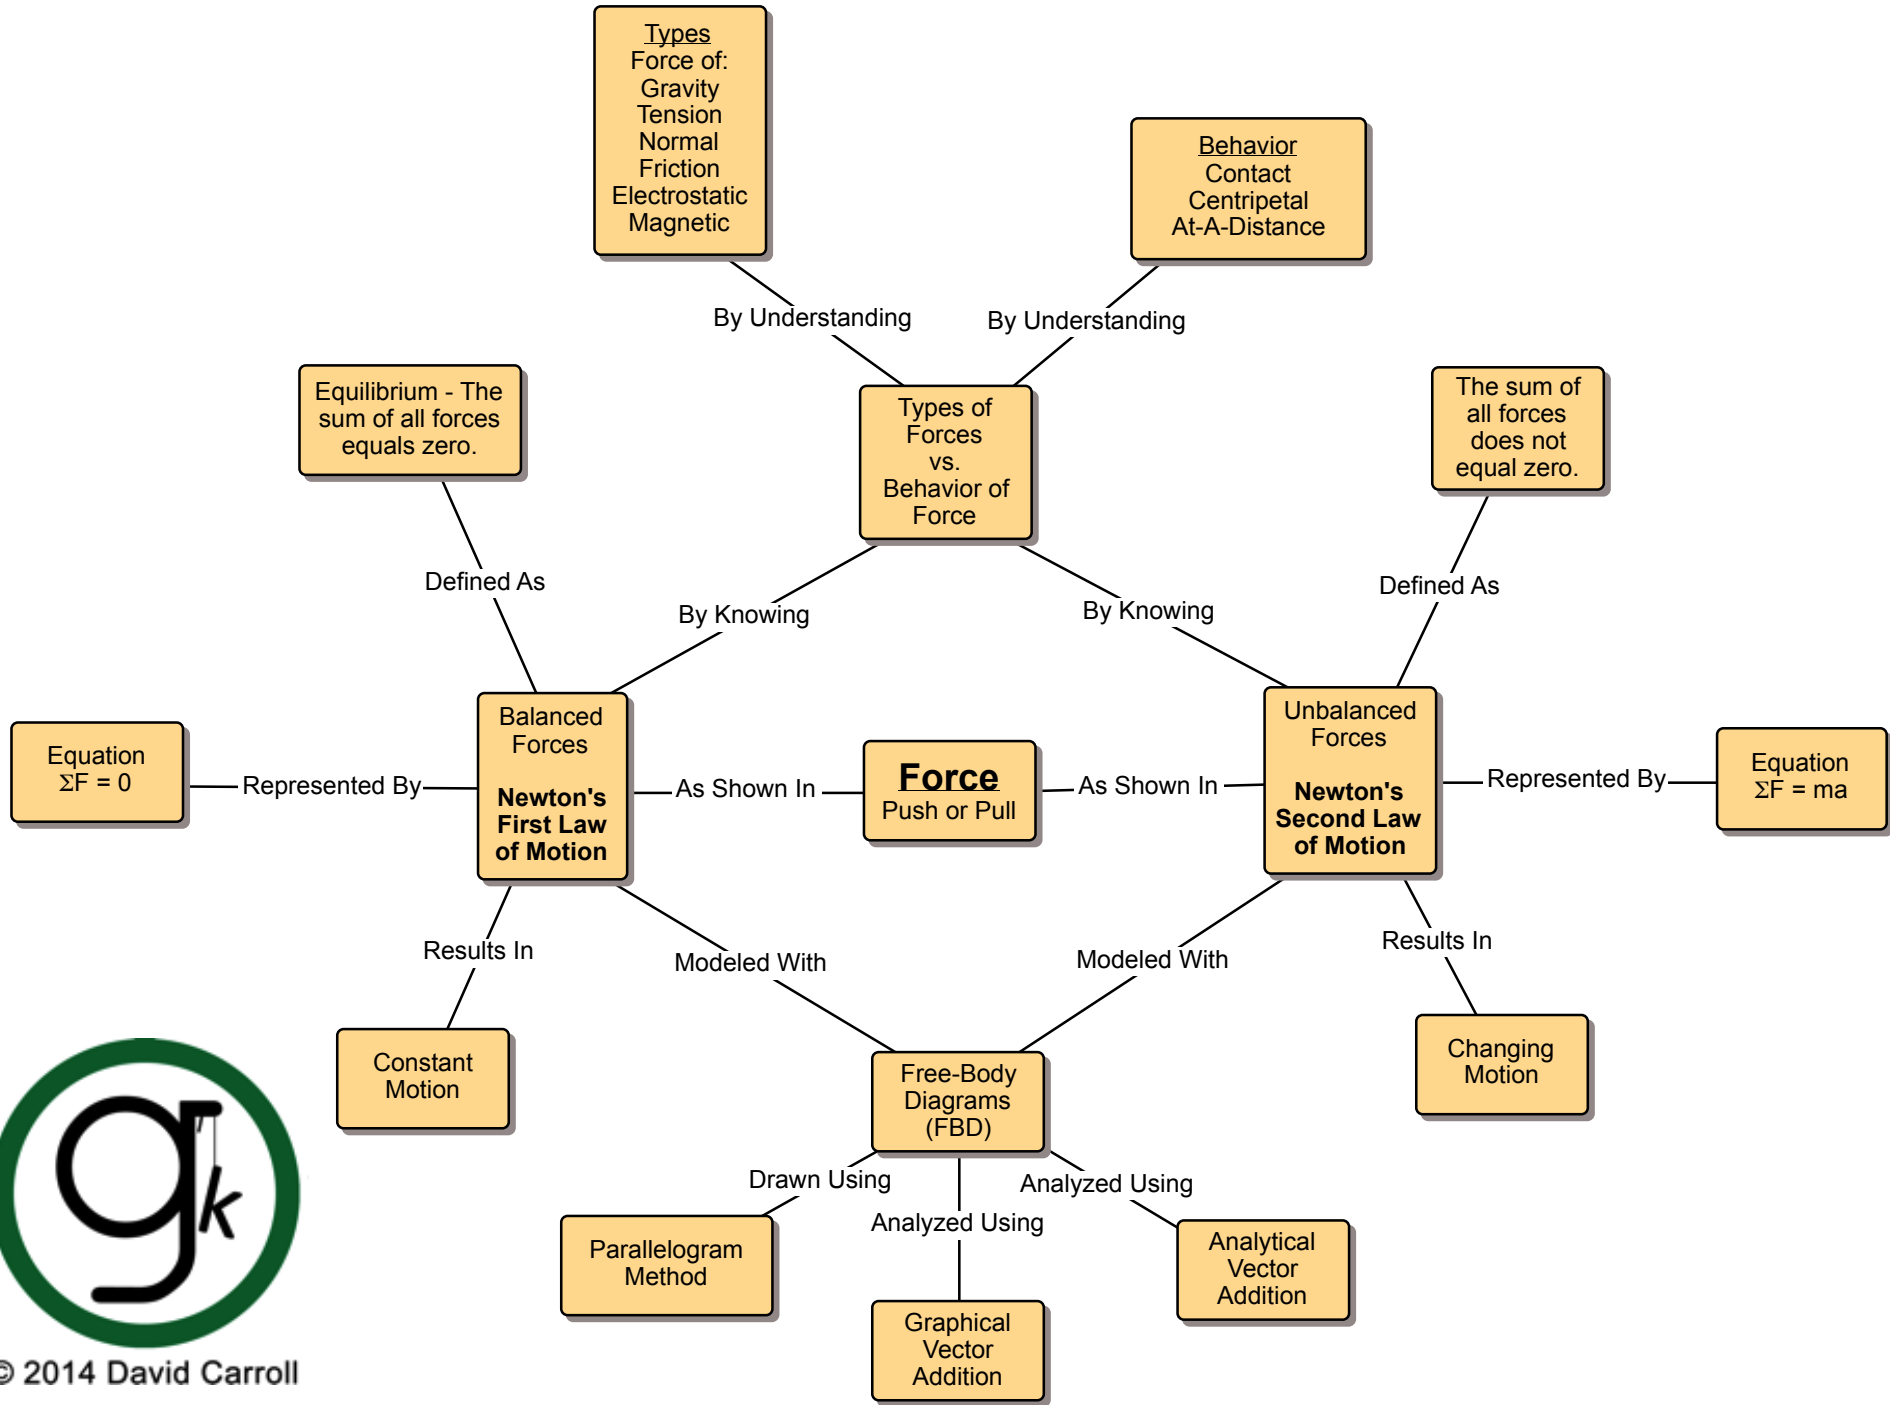 Types
Force of:
Gravity
Tension
Normal
Friction
Electrostatic
Magnetic
Behavior
Contact
Centripetal
At-A-Distance
By Understanding
By Understanding
Equilibrium - The
sum of all forces
equals zero.
Types of
Forces
vs.
Behavior of
Force
The sum of
all forces
does not
equal zero.
Defined As
By Knowing
By Knowing
Defined As
Equation
ΣF = 0
Represented By
Balanced
Forces
Newton's
First Law
of Motion
As Shown In
Force
Push or Pull
As Shown In
Unbalanced
Forces
Newton's
Second Law
of Motion
Represented By
Equation
ΣF = ma
Results In
Modeled With
Modeled With
Results In
Constant
Motion
Free-Body
Diagrams
(FBD)
Changing
Motion
Drawn Using
Analyzed Using
Analyzed Using
Parallelogram
Method
Graphical
Vector
Addition
Analytical
Vector
Addition
gk
© 2014 David Carroll